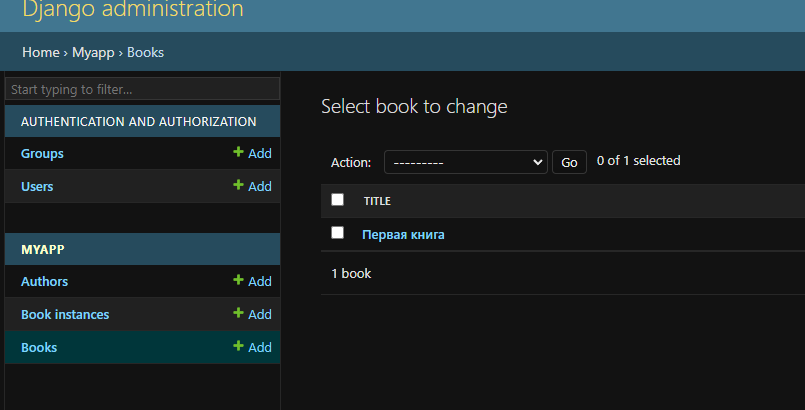 Django administration
Home › Myapp › Books
Start typing to filter...
AUTHENTICATION AND AUTHORIZATION
Groups + Add
Users + Add
MYAPP
Authors + Add
Book instances + Add
Books + Add
Select book to change
Action: --------- Go 0 of 1 selected
TITLE
Первая книга
1 book